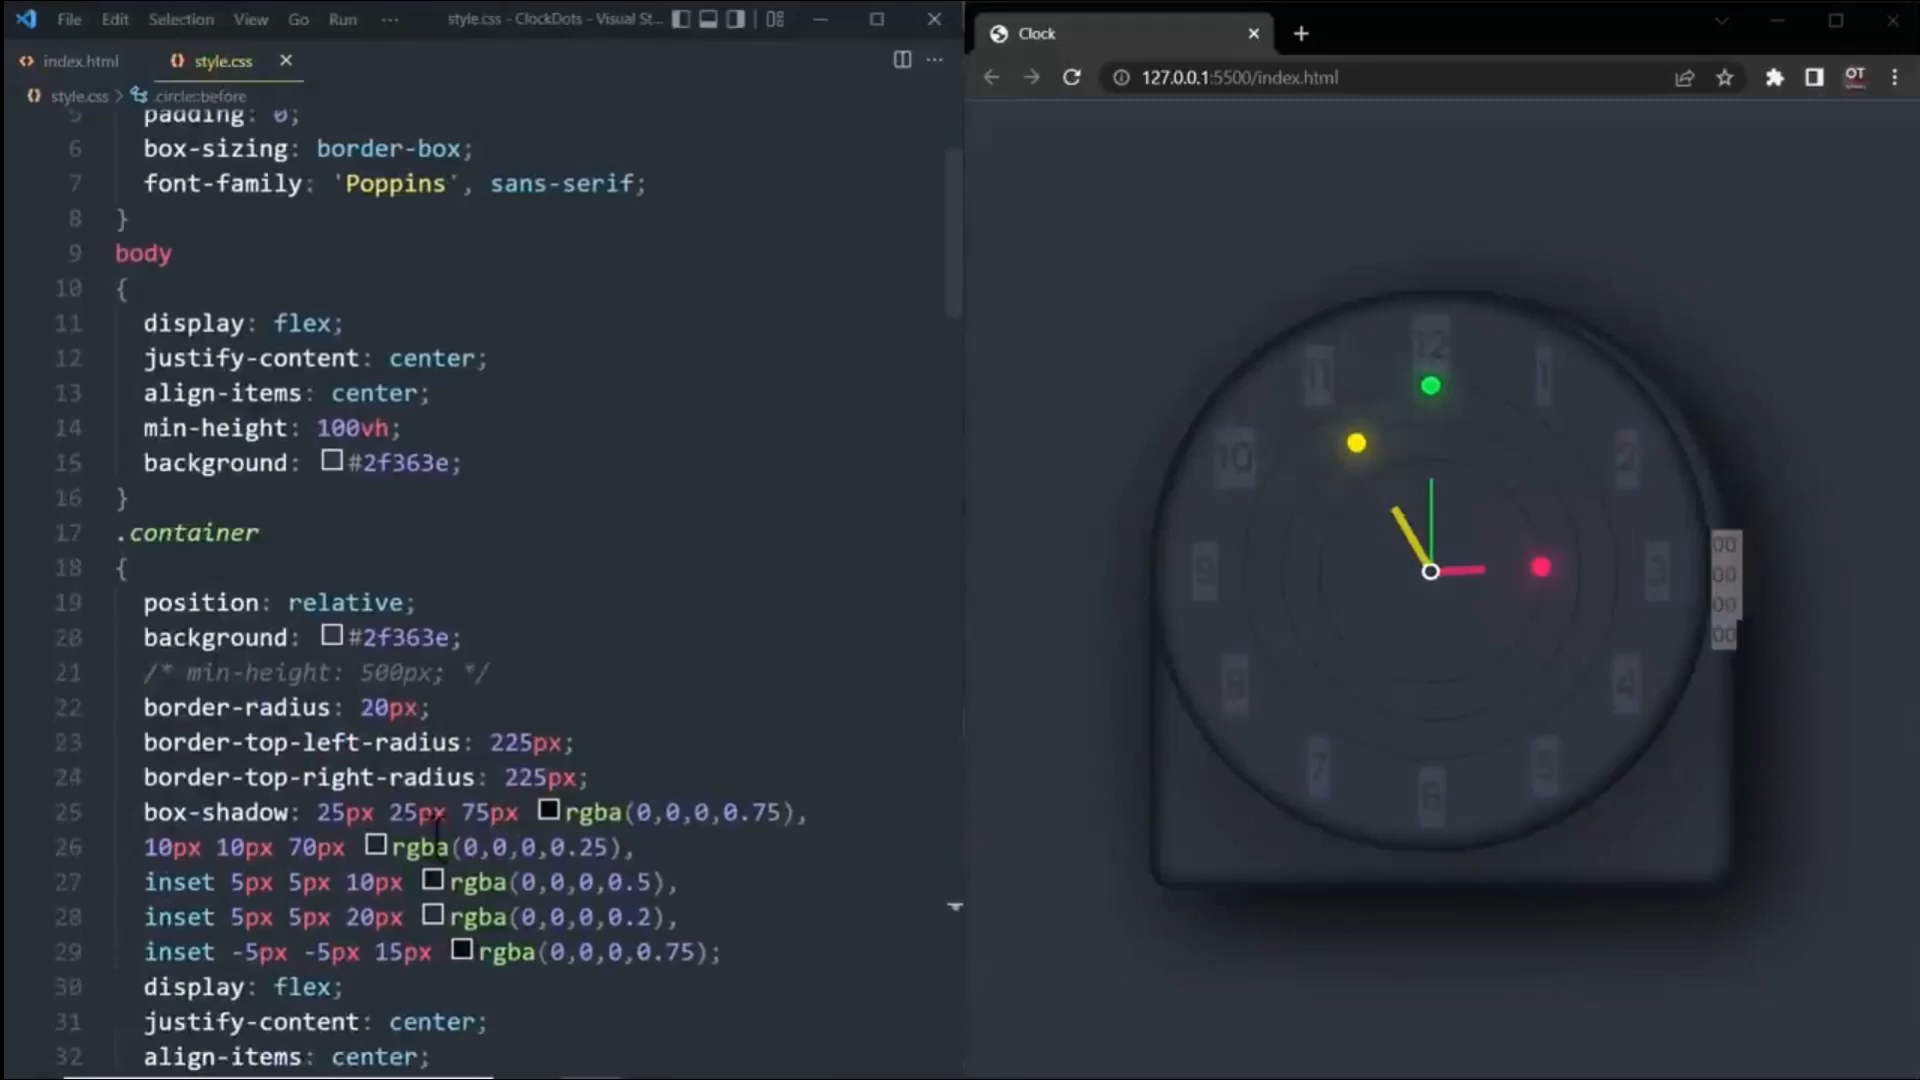 File Edit Selection View Go Run ··· style.css - ClockDots - Visual St...
index.html style.css
style.css > .circle::before
5 padding: 0;
6 box-sizing: border-box;
7 font-family: 'Poppins', sans-serif;
8 }
9 body
10 {
11 display: flex;
12 justify-content: center;
13 align-items: center;
14 min-height: 100vh;
15 background: #2f363e;
16 }
17 .container
18 {
19 position: relative;
20 background: #2f363e;
21 /* min-height: 500px; */
22 border-radius: 20px;
23 border-top-left-radius: 225px;
24 border-top-right-radius: 225px;
25 box-shadow: 25px 25px 75px rgba(0,0,0,0.75),
26 10px 10px 70px rgba(0,0,0,0.25),
27 inset 5px 5px 10px rgba(0,0,0,0.5),
28 inset 5px 5px 20px rgba(0,0,0,0.2),
29 inset -5px -5px 15px rgba(0,0,0,0.75);
30 display: flex;
31 justify-content: center;
32 align-items: center;
Clock
127.0.0.1:5500/index.html
OT
12
1
2
3
4
5
6
7
8
9
10
11
00
00
00
00